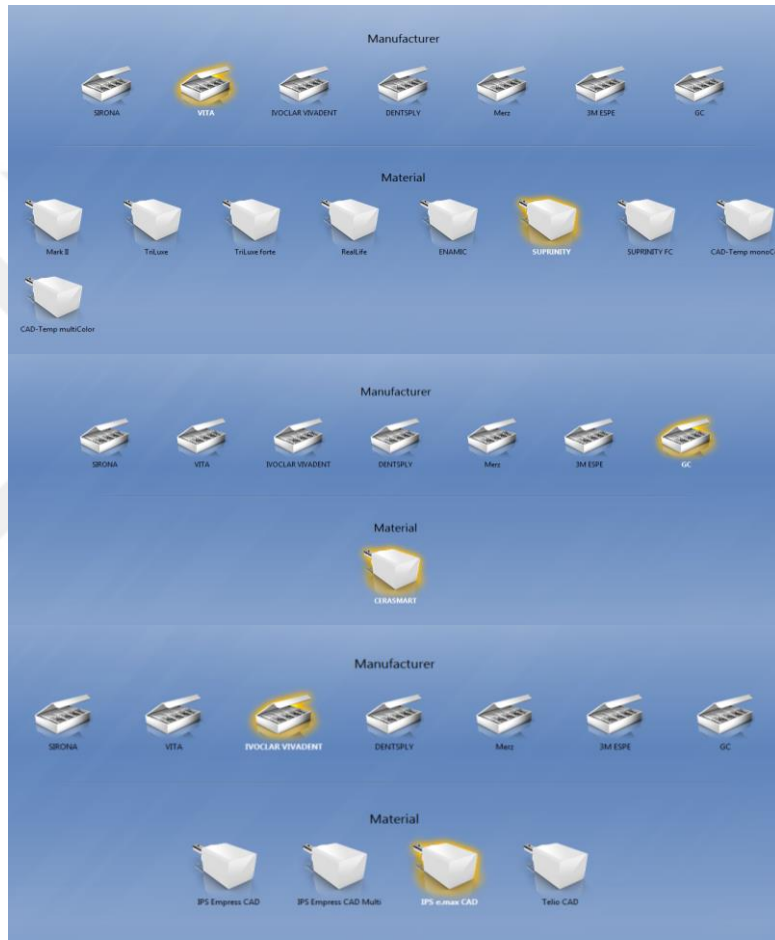 Manufacturer
SIRONA VITA IVOCLAR VIVADENT DENTSPLY Merz 3M ESPE GC
Material
Mark II TriLuxe TriLuxe forte RealLife ENAMIC SUPRINITY SUPRINITY FC CAD-Temp monoC
CAD-Temp multiColor
Manufacturer
SIRONA VITA IVOCLAR VIVADENT DENTSPLY Merz 3M ESPE GC
Material
CERASMART
Manufacturer
SIRONA VITA IVOCLAR VIVADENT DENTSPLY Merz 3M ESPE GC
Material
IPS Empress CAD IPS Empress CAD Multi IPS e.max CAD Telio CAD